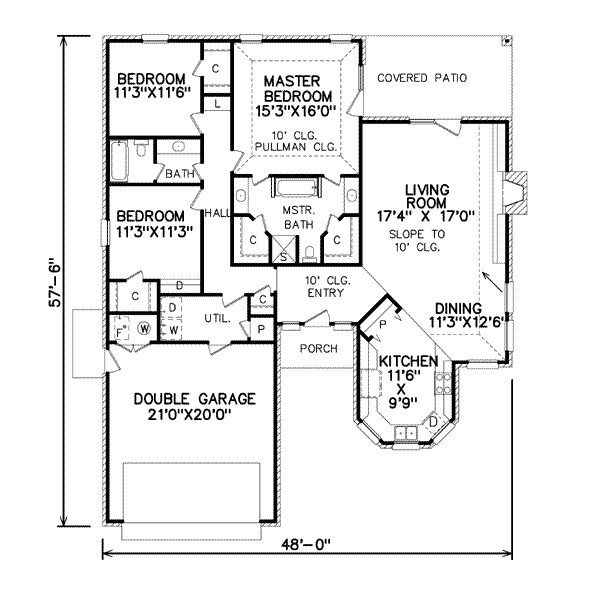 BEDROOM
11'3"X11'6"
C
L
MASTER
BEDROOM
15'3"X16'0"
10' CLG.
PULLMAN CLG.
COVERED PATIO
BATH
BEDROOM
11'3"X11'3"
HALL
MSTR.
BATH
C
S
C
LIVING
ROOM
17'4" X 17'0"
SLOPE TO
10' CLG.
57'-6"
C
D
D
W
UTIL.
C
P
10' CLG.
ENTRY
F°
W
PORCH
P
DINING
11'3"X12'6"
KITCHEN
11'6"
X
9'9"
D
DOUBLE GARAGE
21'0"X20'0"
48'-0"